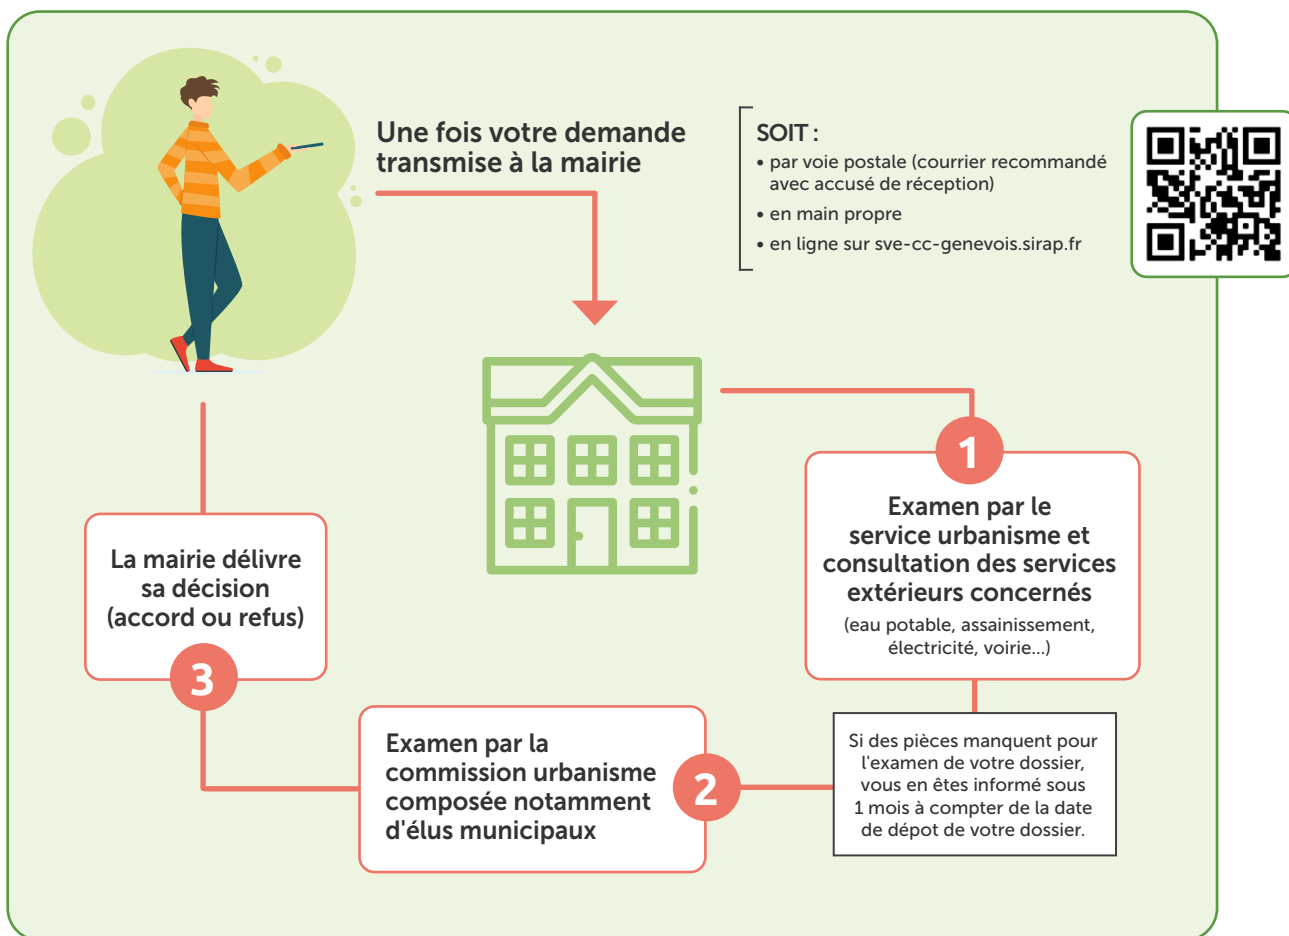 Une fois votre demande
transmise à la mairie
SOIT :
• par voie postale (courrier recommandé
avec accusé de réception)
• en main propre
• en ligne sur sve-cc-genevois.sirap.fr
1
Examen par le
service urbanisme et
consultation des services
extérieurs concernés
(eau potable, assainissement,
électricité, voirie...)
Si des pièces manquent pour
l'examen de votre dossier,
vous en êtes informé sous
1 mois à compter de la date
de dépot de votre dossier.
2
Examen par la
commission urbanisme
composée notamment
d'élus municipaux
3
La mairie délivre
sa décision
(accord ou refus)